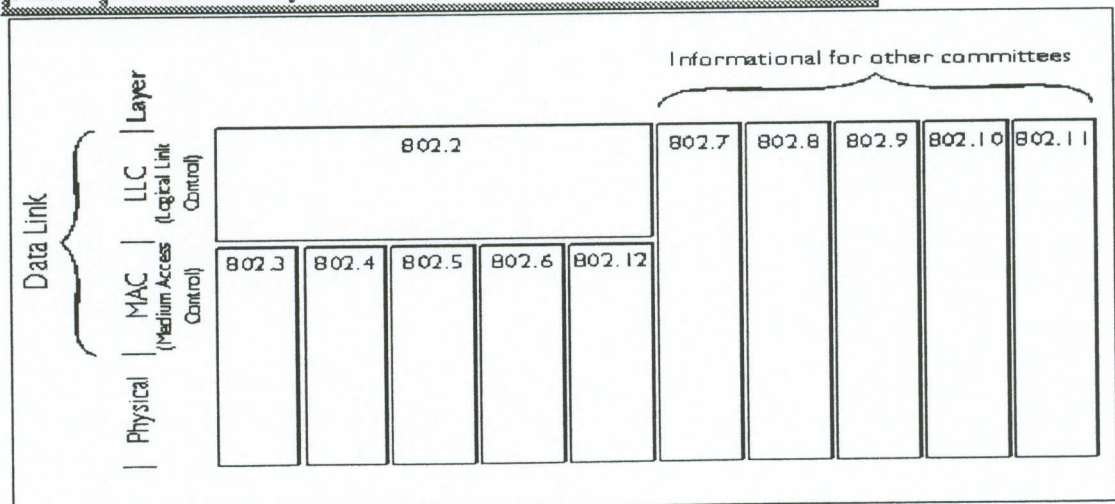 Informational for other committees
Layer
802.2
802.7
802.8
802.9
802.10
802.11
Data Link
LLC
(Logical Link
Control)
MAC
(Medium Access
Control)
802.3
802.4
802.5
802.6
802.12
Physical